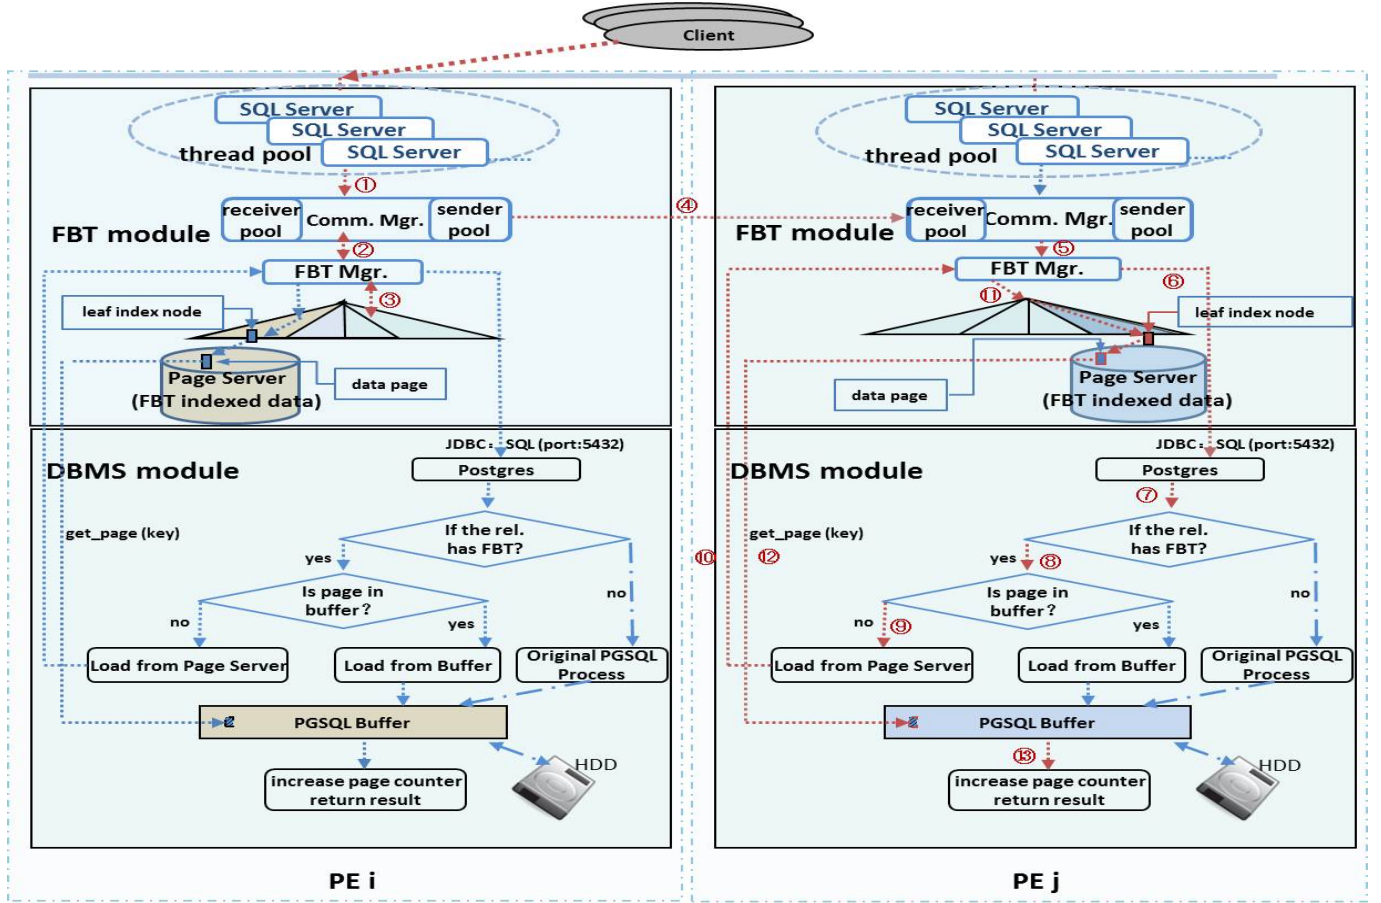 Client
SQL Server
SQL Server
thread pool
SQL Server
①
receiver
pool
Comm. Mgr.
sender
pool
FBT module
②
FBT Mgr.
③
leaf index node
data page
Page Server
(FBT indexed data)
④
SQL Server
SQL Server
thread pool
SQL Server
receiver
pool
Comm. Mgr.
sender
pool
FBT module
⑤
FBT Mgr.
⑥
⑪
leaf index node
data page
Page Server
(FBT indexed data)
JDBC: SQL (port:5432)
DBMS module
Postgres
get_page (key)
If the rel.
has FBT?
yes
no
Is page in
buffer?
no
yes
Load from Page Server
Load from Buffer
Original PGSQL
Process
PGSQL Buffer
HDD
increase page counter
return result
PE i
JDBC: SQL (port:5432)
DBMS module
Postgres
⑦
get_page (key)
⑩
⑫
If the rel.
has FBT?
yes
⑧
no
Is page in
buffer?
no
⑨
yes
Load from Page Server
Load from Buffer
Original PGSQL
Process
PGSQL Buffer
⑬
HDD
increase page counter
return result
PE j